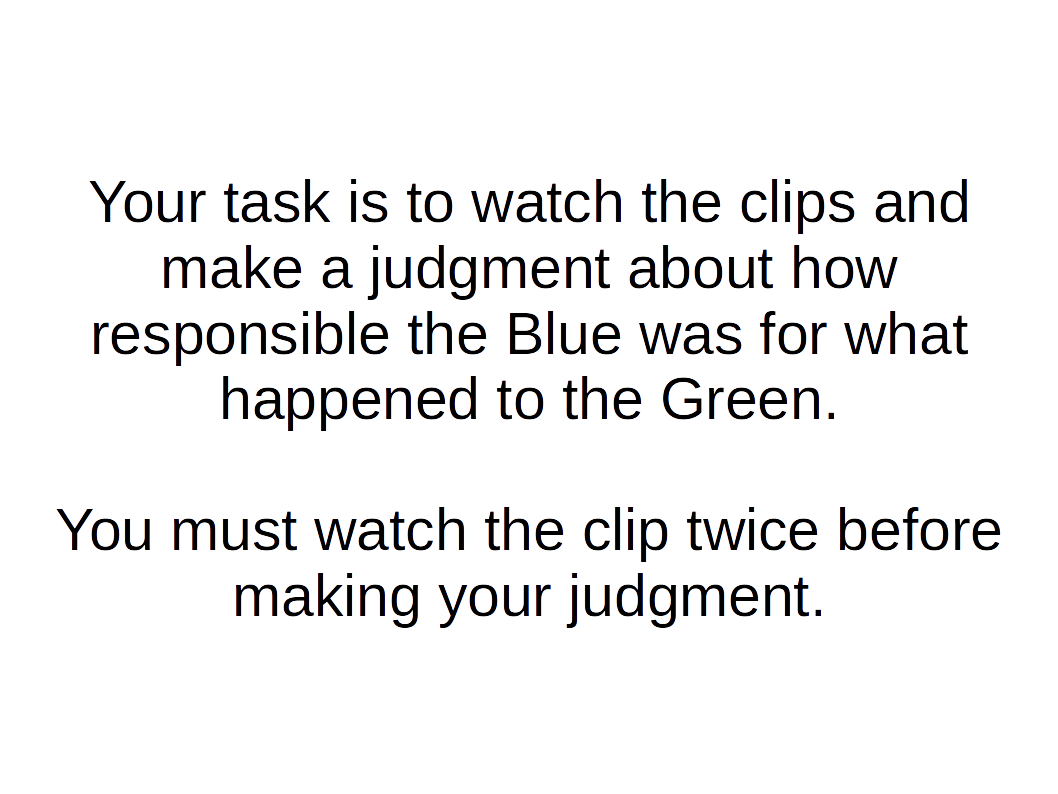 Your task is to watch the clips and
make a judgment about how
responsible the Blue was for what
happened to the Green.
You must watch the clip twice before
making your judgment.